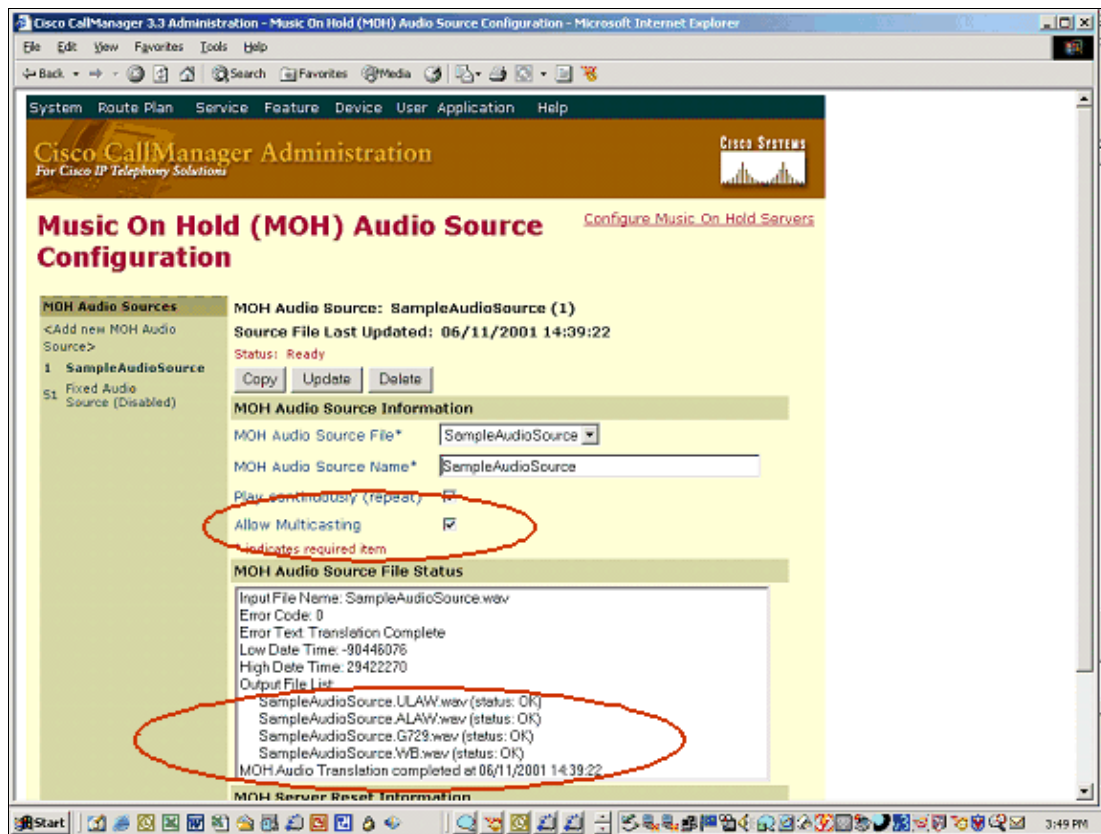 Cisco CallManager 3.3 Administration - Music On Hold (MOH) Audio Source Configuration - Microsoft Internet Explorer
File Edit View Favorites Tools Help
Back Search Favorites Media
System Route Plan Service Feature Device User Application Help
Cisco CallManager Administration
For Cisco IP Telephony Solutions
CISCO SYSTEMS
Music On Hold (MOH) Audio Source Configuration
Configure Music On Hold Servers
MOH Audio Sources
<Add new MOH Audio Source>
1 SampleAudioSource
51 Fixed Audio Source (Disabled)
MOH Audio Source: SampleAudioSource (1)
Source File Last Updated: 06/11/2001 14:39:22
Status: Ready
Copy Update Delete
MOH Audio Source Information
MOH Audio Source File* SampleAudioSource
MOH Audio Source Name* SampleAudioSource
Play continuously (repeat)
Allow Multicasting
* indicates required item
MOH Audio Source File Status
Input File Name: SampleAudioSource.wav
Error Code: 0
Error Text: Translation Complete
Low Date Time: -90446076
High Date Time: 29422270
Output File List:
SampleAudioSource.ULAW.wav (status: OK)
SampleAudioSource.ALAW.wav (status: OK)
SampleAudioSource.G729.wav (status: OK)
SampleAudioSource.WB.wav (status: OK)
MOH Audio Translation completed at 06/11/2001 14:39:22
MOH Server Reset Information
Start 3:49 PM